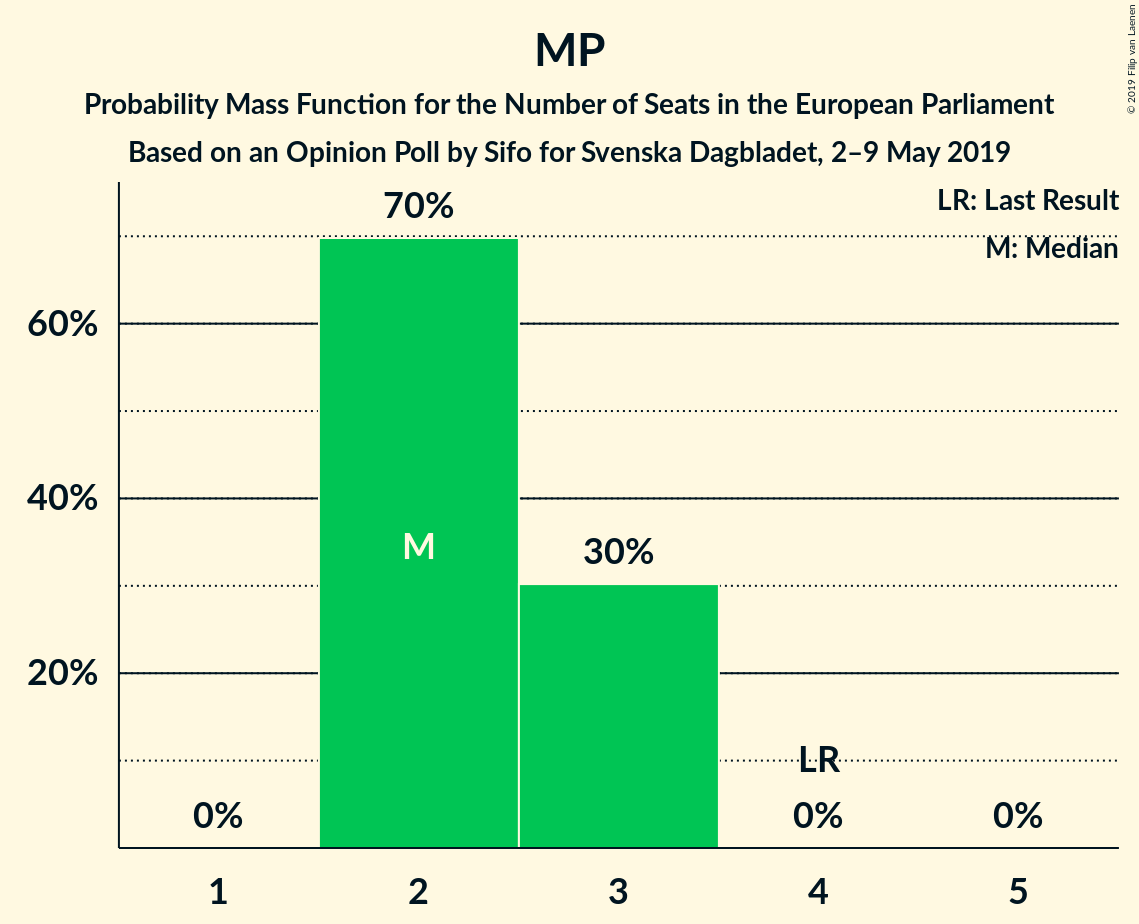 MP
Probability Mass Function for the Number of Seats in the European Parliament
Based on an Opinion Poll by Sifo for Svenska Dagbladet, 2–9 May 2019
© 2019 Filip van Laenen
LR: Last Result
M: Median
70%
60%
40%
M
30%
20%
LR
0%
0%
0%
1
2
3
4
5